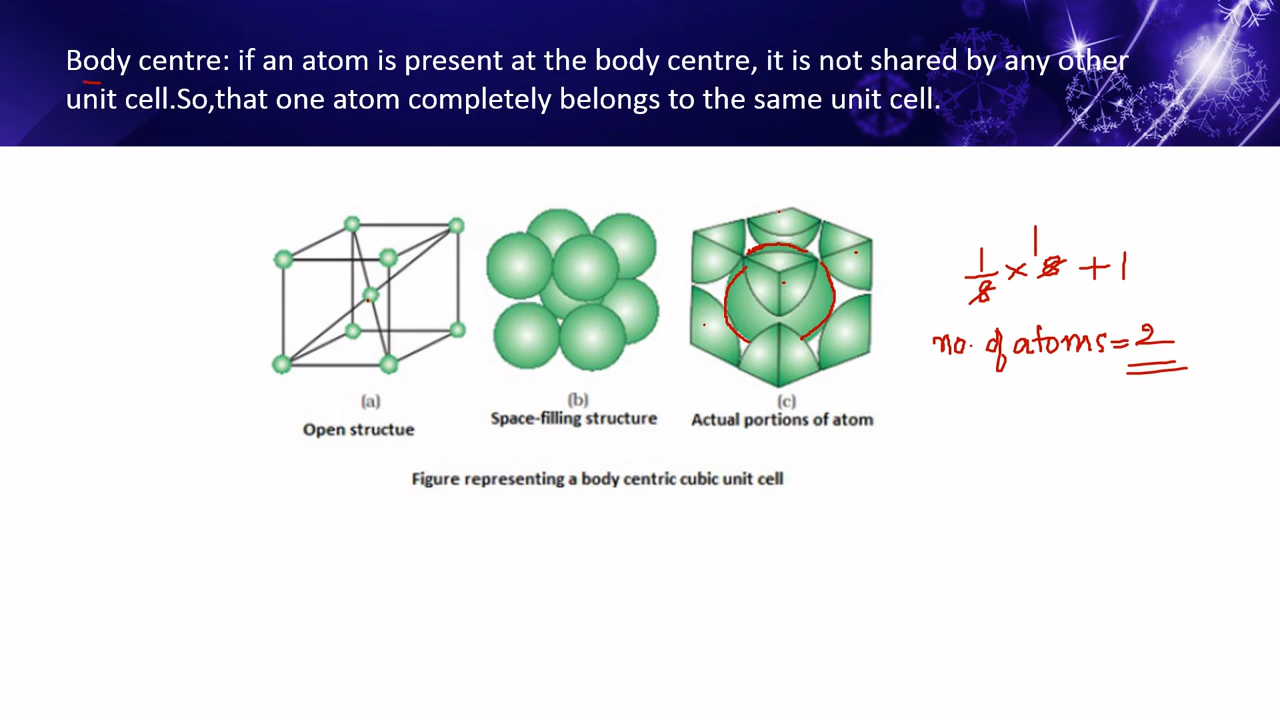 Body centre: if an atom is present at the body centre, it is not shared by any other
unit cell.So,that one atom completely belongs to the same unit cell.
1/8 × 8 1 + 1
no. of atoms = 2
(a)
Open structue
(b)
Space-filling structure
(c)
Actual portions of atom
Figure representing a body centric cubic unit cell